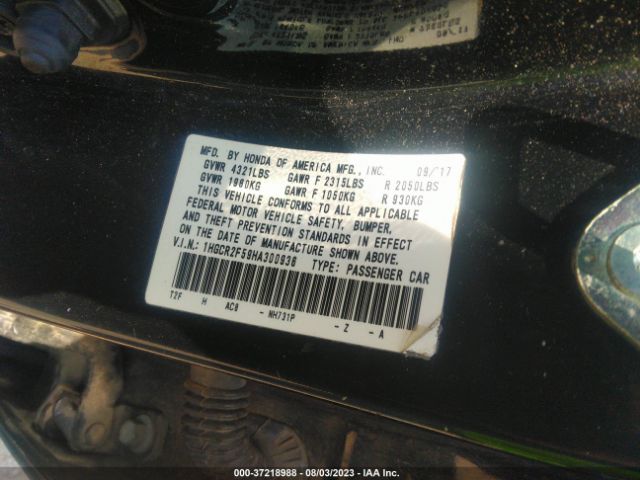 MFD. BY HONDA OF AMERICA MFG., INC. 09/17
GVWR 4321LBS GAWR F 2315LBS R 2050LBS
GVWR 1960KG GAWR F 1050KG R 930KG
THIS VEHICLE CONFORMS TO ALL APPLICABLE
FEDERAL MOTOR VEHICLE SAFETY, BUMPER,
AND THEFT PREVENTION STANDARDS IN EFFECT
ON THE DATE OF MANUFACTURE SHOWN ABOVE.
V.I.N.: 1HGCR2F59HA300936 TYPE: PASSENGER CAR
T2F H AC8 - NH731P - Z - A
000-37218988 - 08/03/2023 - IAA Inc.